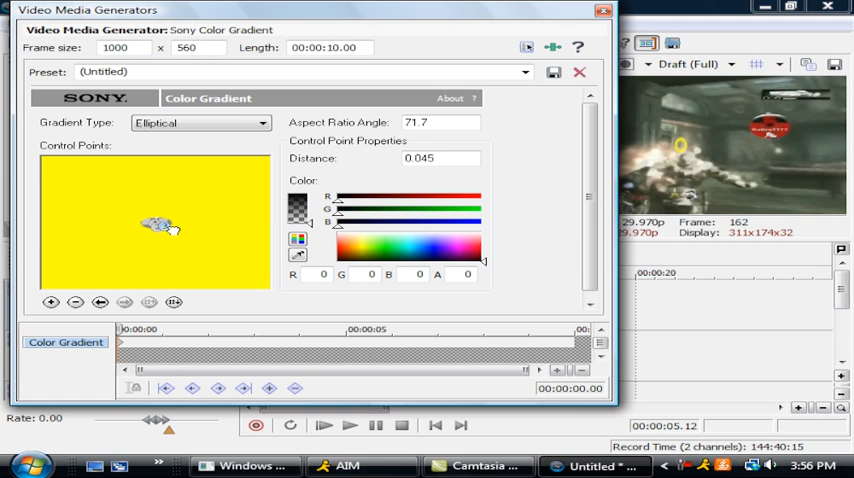 Video Media Generators
Video Media Generator: Sony Color Gradient
Frame size: 1000 x 560 Length: 00:00:10.00
Preset: (Untitled)
Draft (Full)
SONY. Color Gradient About ?
Gradient Type: Elliptical Aspect Ratio Angle: 71.7
Control Points: Control Point Properties
Distance: 0.045
Color:
R
G
B
R 0 G 0 B 0 A 0
29.970p Frame: 162
29.970p Display: 311x174x32
00:00:20
00:00:00 00:00:05 00:
Color Gradient
00:00:00.00
Rate: 0.00
00:00:05.12
Record Time (2 channels): 144:40:15
Windows ... AIM Camtasia ... Untitled * ... 3:56 PM